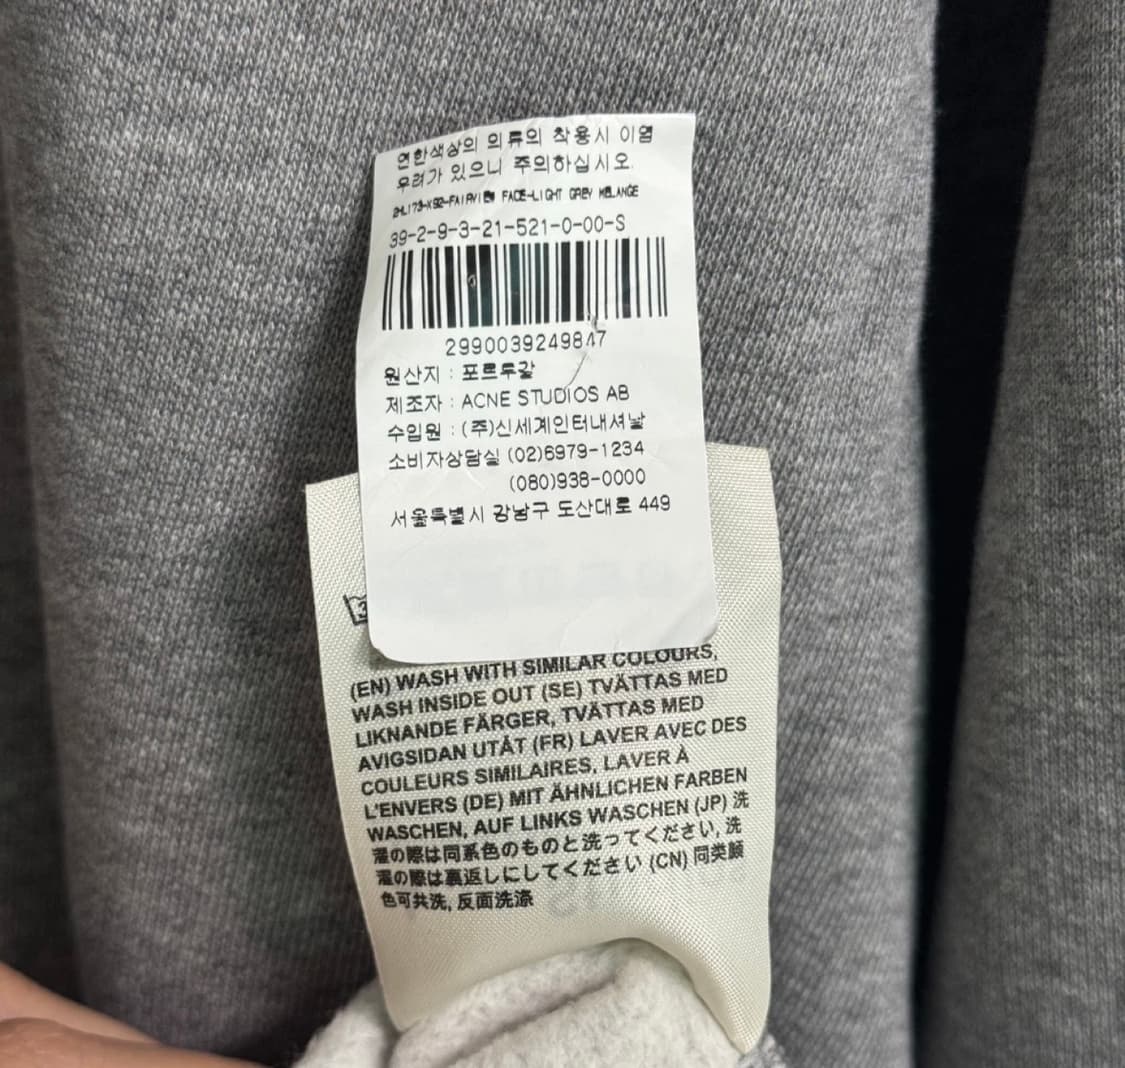 연한색상의 의류의 착용시 이염
우려가 있으니 주의하십시오.
FACE-LIGHT GREY MELANGE
39-2-9-3-21-521-0-00-S
2990039249847
원산지 : 포르투갈
제조자 : ACNE STUDIOS AB
수입원 : (주)신세계인터내셔날
소비자상담실 (02)6979-1234
(080)938-0000
서울특별시 강남구 도산대로 449
(EN) WASH WITH SIMILAR COLOURS,
WASH INSIDE OUT (SE) TVÄTTAS MED
LIKNANDE FÄRGER, TVÄTTAS MED
AVIGSIDAN UTÅT (FR) LAVER AVEC DES
COULEURS SIMILAIRES, LAVER À
L'ENVERS (DE) MIT ÄHNLICHEN FARBEN
WASCHEN, AUF LINKS WASCHEN (JP) 洗
濯の際は同系色のものと洗ってください, 洗
濯の際は裏返しにしてください (CN) 同类颜
色可共洗, 反面洗涤